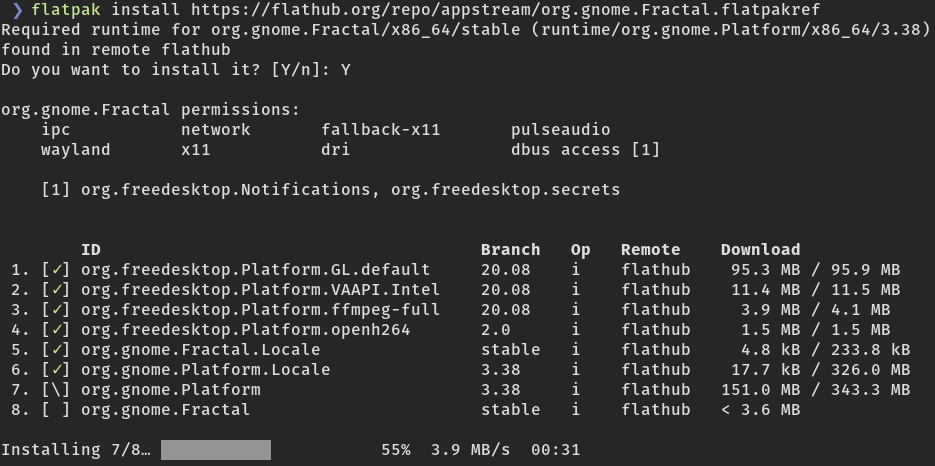 ❯ flatpak install https://flathub.org/repo/appstream/org.gnome.Fractal.flatpakref
Required runtime for org.gnome.Fractal/x86_64/stable (runtime/org.gnome.Platform/x86_64/3.38)
found in remote flathub
Do you want to install it? [Y/n]: Y
org.gnome.Fractal permissions:
ipc network fallback-x11 pulseaudio
wayland x11 dri dbus access [1]
[1] org.freedesktop.Notifications, org.freedesktop.secrets
ID Branch Op Remote Download
1. [✓] org.freedesktop.Platform.GL.default 20.08 i flathub 95.3 MB / 95.9 MB
2. [✓] org.freedesktop.Platform.VAAPI.Intel 20.08 i flathub 11.4 MB / 11.5 MB
3. [✓] org.freedesktop.Platform.ffmpeg-full 20.08 i flathub 3.9 MB / 4.1 MB
4. [✓] org.freedesktop.Platform.openh264 2.0 i flathub 1.5 MB / 1.5 MB
5. [✓] org.gnome.Fractal.Locale stable i flathub 4.8 kB / 233.8 kB
6. [✓] org.gnome.Platform.Locale 3.38 i flathub 17.7 kB / 326.0 MB
7. [\] org.gnome.Platform 3.38 i flathub 151.0 MB / 343.3 MB
8. [ ] org.gnome.Fractal stable i flathub < 3.6 MB
Installing 7/8… 55% 3.9 MB/s 00:31